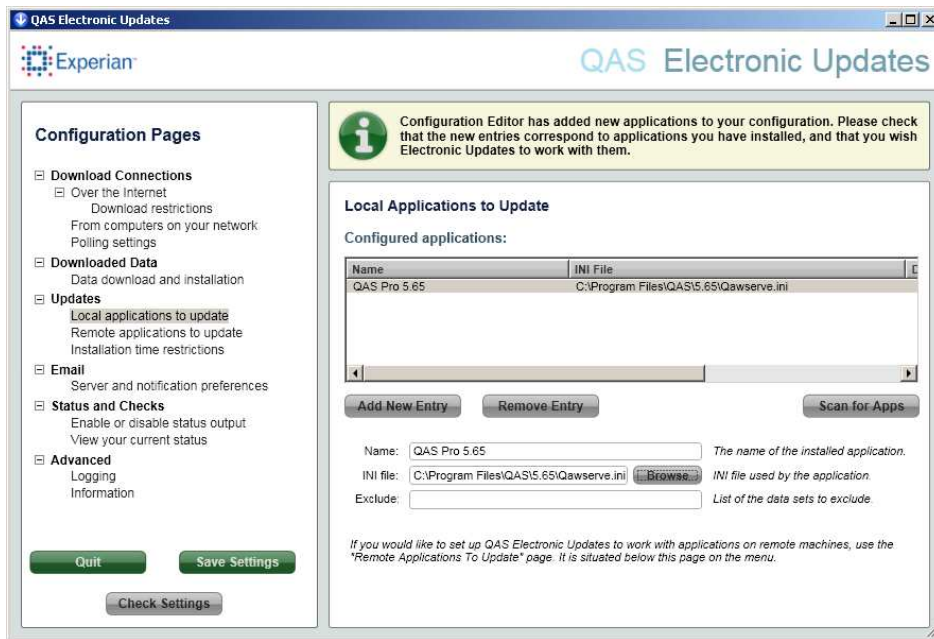 QAS Electronic Updates
Experian
QAS Electronic Updates
Configuration Pages
Download Connections
Over the Internet
Download restrictions
From computers on your network
Polling settings
Downloaded Data
Data download and installation
Updates
Local applications to update
Remote applications to update
Installation time restrictions
Email
Server and notification preferences
Status and Checks
Enable or disable status output
View your current status
Advanced
Logging
Information
Quit
Save Settings
Check Settings
Configuration Editor has added new applications to your configuration. Please check
that the new entries correspond to applications you have installed, and that you wish
Electronic Updates to work with them.
Local Applications to Update
Configured applications:
Name INI File
QAS Pro 5.65 C:\Program Files\QAS\5.65\Qawserve.ini
Add New Entry Remove Entry Scan for Apps
Name: QAS Pro 5.65 The name of the installed application.
INI file: C:\Program Files\QAS\5.65\Qawserve.ini Browse INI file used by the application.
Exclude: List of the data sets to exclude.
If you would like to set up QAS Electronic Updates to work with applications on remote machines, use the
"Remote Applications To Update" page. It is situated below this page on the menu.